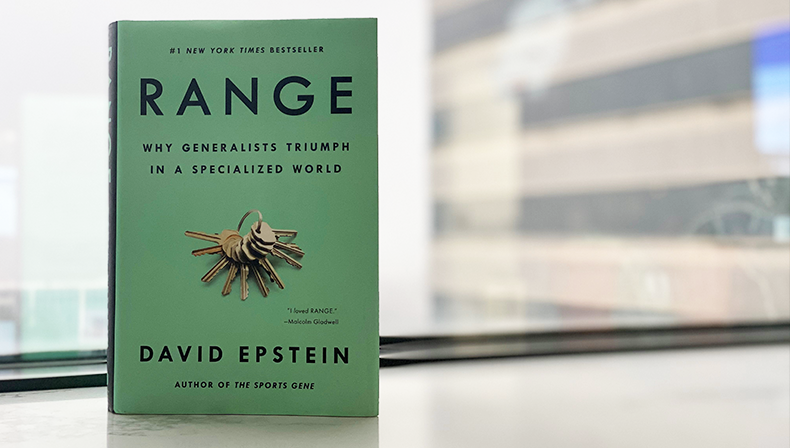 #1 NEW YORK TIMES BESTSELLER
RANGE
WHY GENERALISTS TRIUMPH
IN A SPECIALIZED WORLD
"I loved RANGE."
—Malcolm Gladwell
DAVID EPSTEIN
AUTHOR OF THE SPORTS GENE